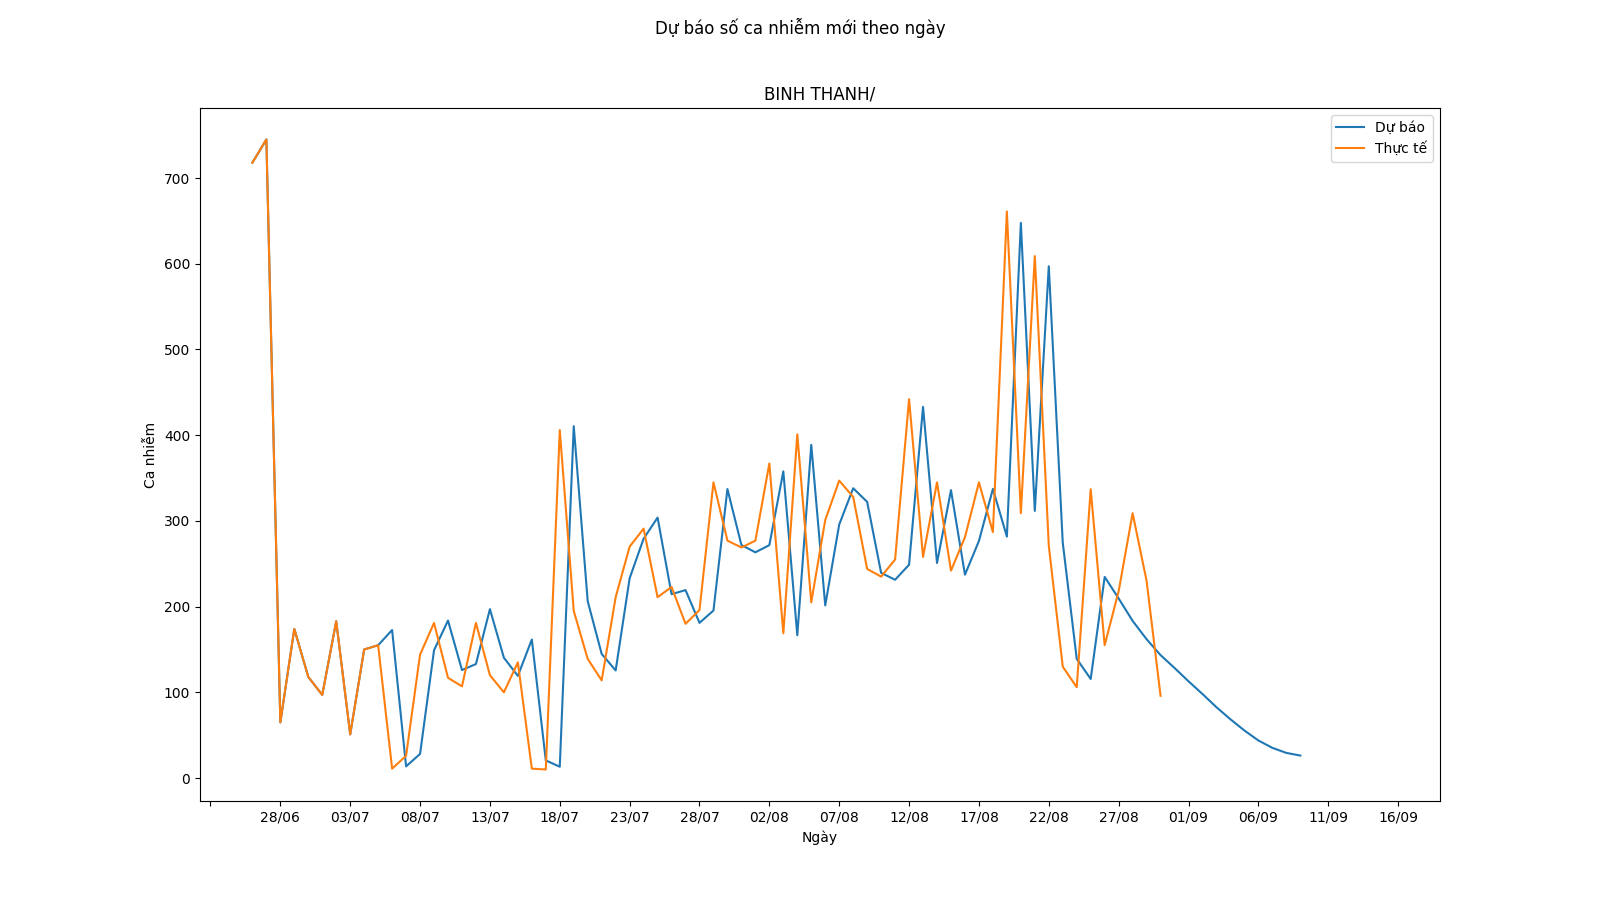 Dự báo số ca nhiễm mới theo ngày
BINH THANH/
Dự báo
Thực tế
700
600
500
400
300
200
100
0
Ca nhiễm
28/06 03/07 08/07 13/07 18/07 23/07 28/07 02/08 07/08 12/08 17/08 22/08 27/08 01/09 06/09 11/09 16/09
Ngày